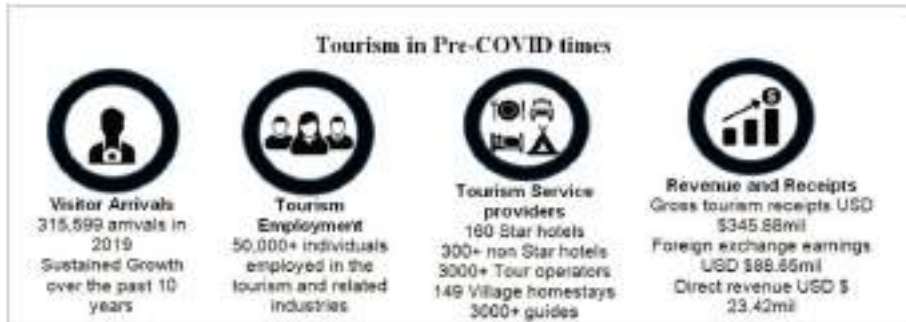 Tourism in Pre-COVID times
Visitor Arrivals
315,599 arrivals in
2019
Sustained Growth
over the past 10
years
Tourism
Employment
50,000+ individuals
employed in the
tourism and related
industries
Tourism Service
providers
160 Star hotels
300+ non Star hotels
3000+ Tour operators
149 Village homestays
3000+ guides
Revenue and Receipts
Gross tourism receipts USD
$345.88mil
Foreign exchange earnings
USD $88.65mil
Direct revenue USD $
23.42mil